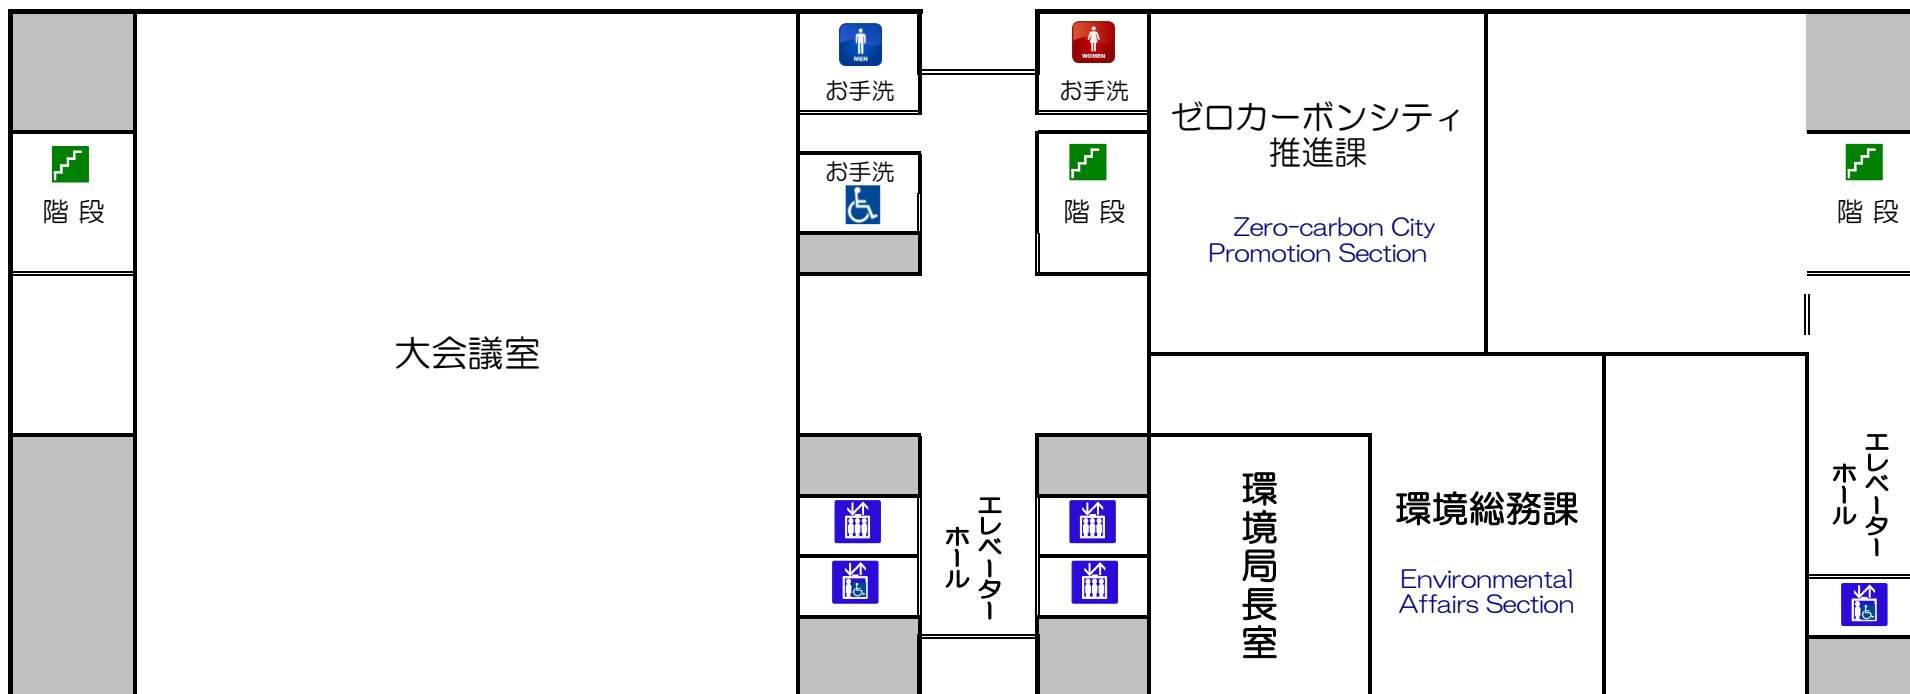 MEN
お手洗
WOMEN
お手洗
ゼロカーボンシティ
推進課
Zero-carbon City
Promotion Section
階 段
お手洗
階 段
階 段
大会議室
エレベーター
ホール
環境局長室
環境総務課
Environmental
Affairs Section
エレベーター
ホール